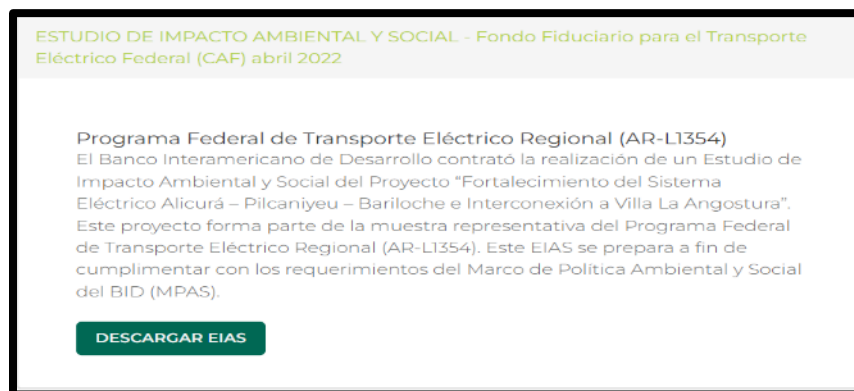 ESTUDIO DE IMPACTO AMBIENTAL Y SOCIAL - Fondo Fiduciario para el Transporte
Eléctrico Federal (CAF) abril 2022
Programa Federal de Transporte Eléctrico Regional (AR-L1354)
El Banco Interamericano de Desarrollo contrató la realización de un Estudio de
Impacto Ambiental y Social del Proyecto “Fortalecimiento del Sistema
Eléctrico Alicurá – Pilcaniyeu – Bariloche e Interconexión a Villa La Angostura”.
Este proyecto forma parte de la muestra representativa del Programa Federal
de Transporte Eléctrico Regional (AR-L1354). Este EIAS se prepara a fin de
cumplimentar con los requerimientos del Marco de Política Ambiental y Social
del BID (MPAS).
DESCARGAR EIAS